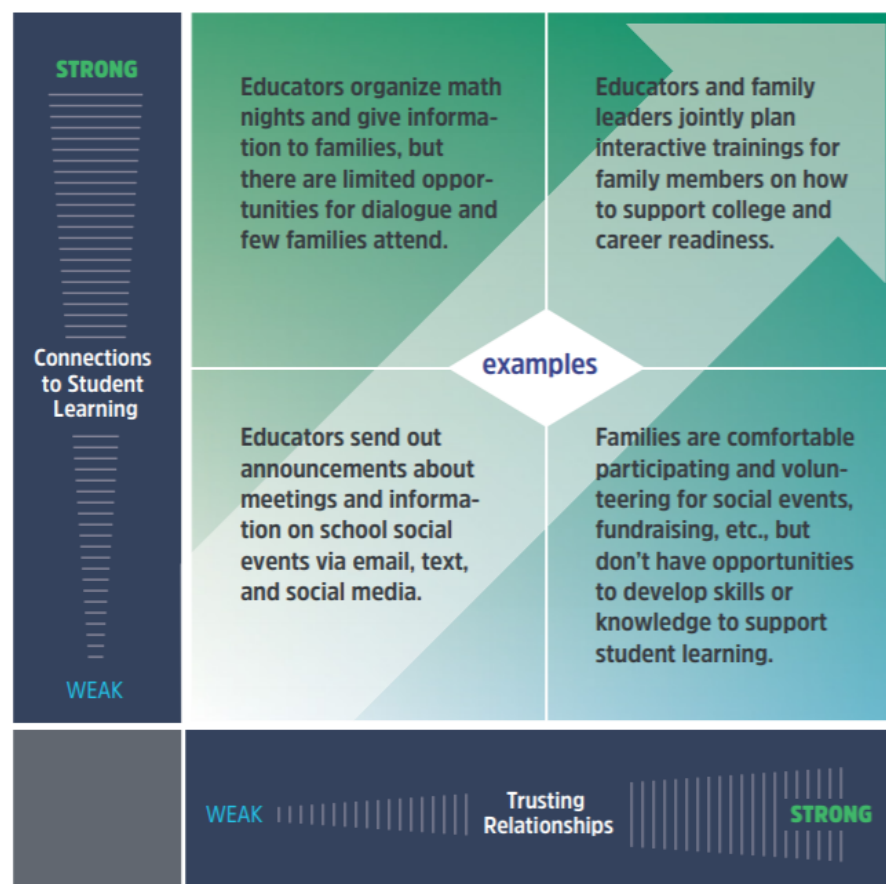 STRONG
Connections
to Student
Learning
WEAK
Educators organize math
nights and give informa-
tion to families, but
there are limited oppor-
tunities for dialogue and
few families attend.
Educators and family
leaders jointly plan
interactive trainings for
family members on how
to support college and
career readiness.
examples
Educators send out
announcements about
meetings and informa-
tion on school social
events via email, text,
and social media.
Families are comfortable
participating and volun-
teering for social events,
fundraising, etc., but
don't have opportunities
to develop skills or
knowledge to support
student learning.
WEAK
Trusting
Relationships
STRONG